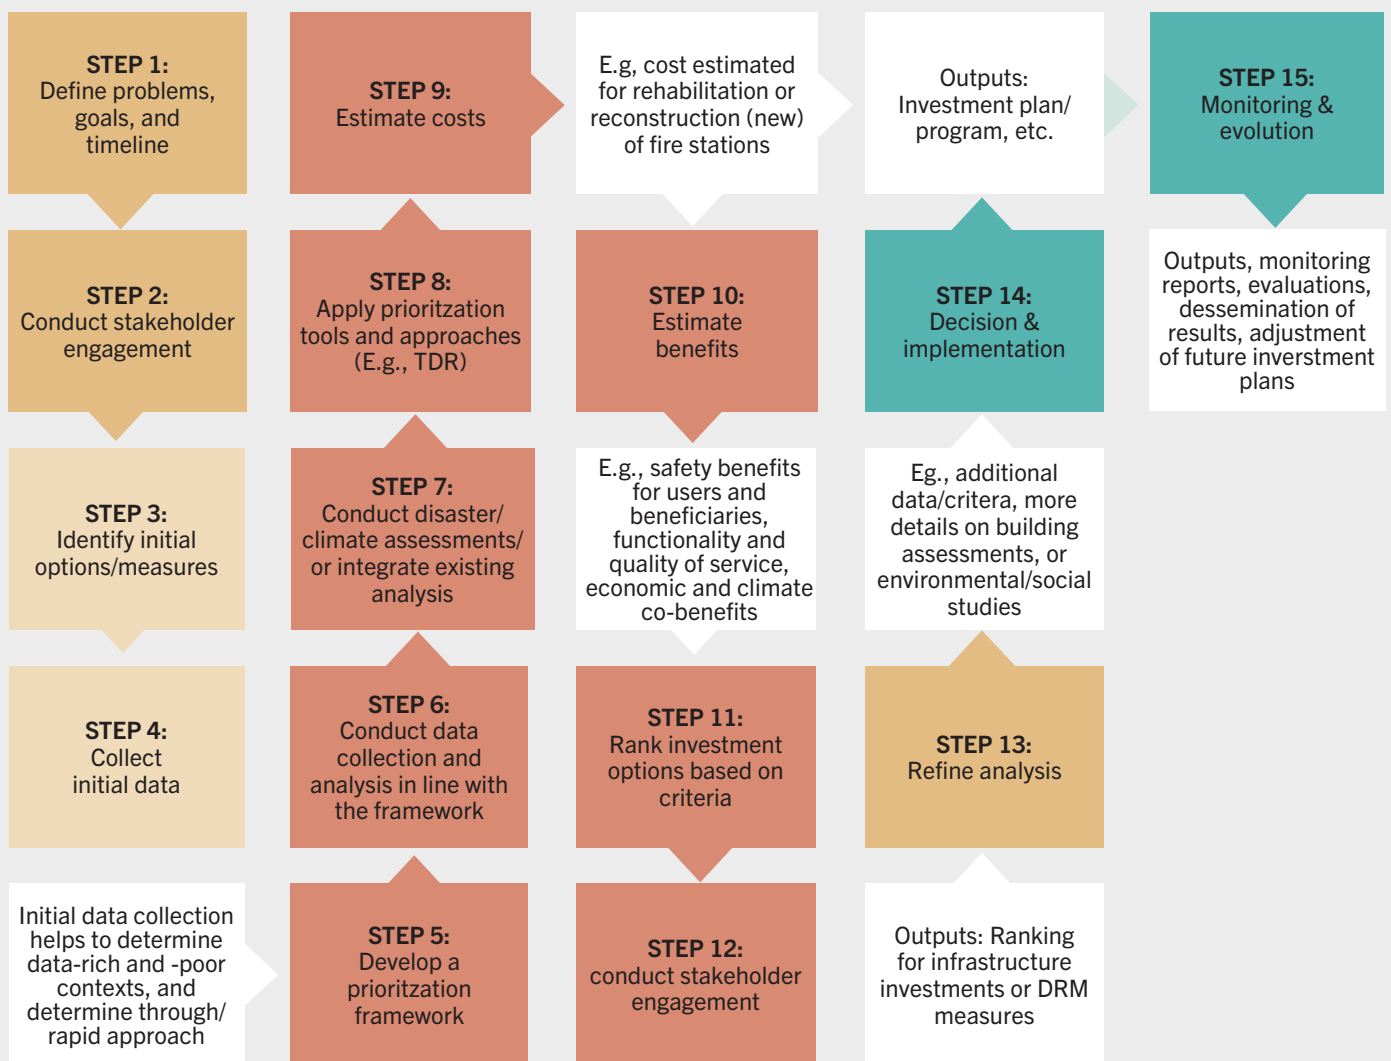 STEP 1:
Define problems,
goals, and
timeline
STEP 2:
Conduct stakeholder
engagement
STEP 3:
Identify initial
options/measures
STEP 4:
Collect
initial data
Initial data collection
helps to determine
data-rich and -poor
contexts, and
determine through/
rapid approach
STEP 5:
Develop a
prioritzation
framework
STEP 6:
Conduct data
collection and
analysis in line with
the framework
STEP 7:
Conduct disaster/
climate assessments/
or integrate existing
analysis
STEP 8:
Apply prioritzation
tools and approaches
(E.g., TDR)
STEP 9:
Estimate costs
E.g, cost estimated
for rehabilitation or
reconstruction (new)
of fire stations
STEP 10:
Estimate
benefits
E.g., safety benefits
for users and
beneficiaries,
functionality and
quality of service,
economic and climate
co-benefits
STEP 11:
Rank investment
options based on
criteria
STEP 12:
conduct stakeholder
engagement
Outputs: Ranking
for infrastructure
investments or DRM
measures
STEP 13:
Refine analysis
Eg., additional
data/critera, more
details on building
assessments, or
environmental/social
studies
STEP 14:
Decision &
implementation
Outputs:
Investment plan/
program, etc.
STEP 15:
Monitoring &
evolution
Outputs, monitoring
reports, evaluations,
dessemination of
results, adjustment
of future inverstment
plans